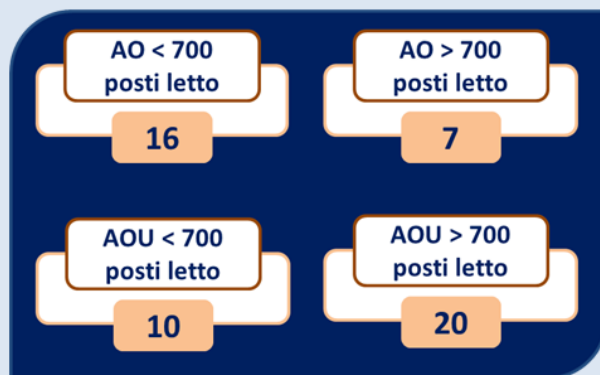 AO < 700
posti letto
16
AO > 700
posti letto
7
AOU < 700
posti letto
10
AOU > 700
posti letto
20